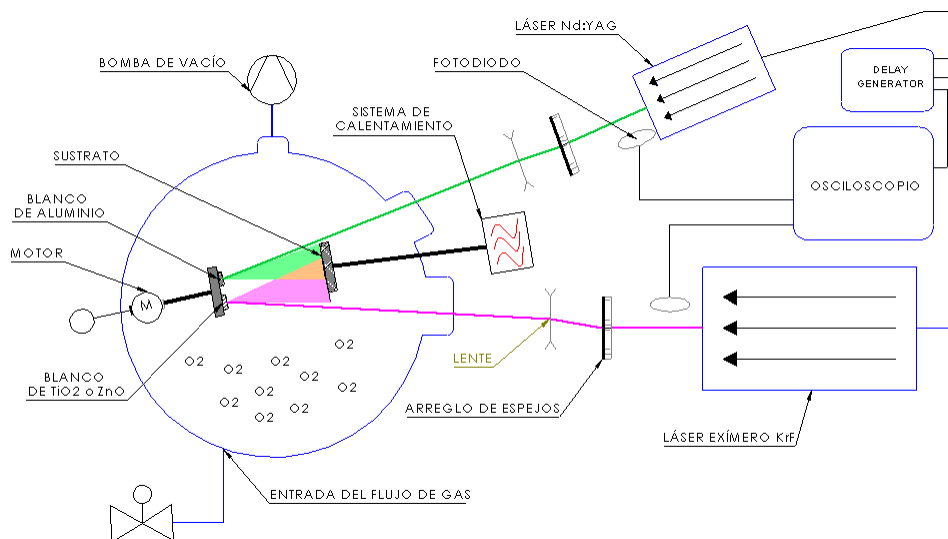 LÁSER Nd:YAG
BOMBA DE VACÍO
FOTODIODO
DELAY
GENERATOR
SISTEMA DE
CALENTAMIENTO
SUSTRATO
OSCILOSCOPIO
BLANCO
DE ALUMINIO
MOTOR
M
O2
O2
O2
O2
O2
O2
O2
O2
O2
LENTE
BLANCO
DE TiO2 o ZnO
ARREGLO DE ESPEJOS
LÁSER EXÍMERO KrF
ENTRADA DEL FLUJO DE GAS